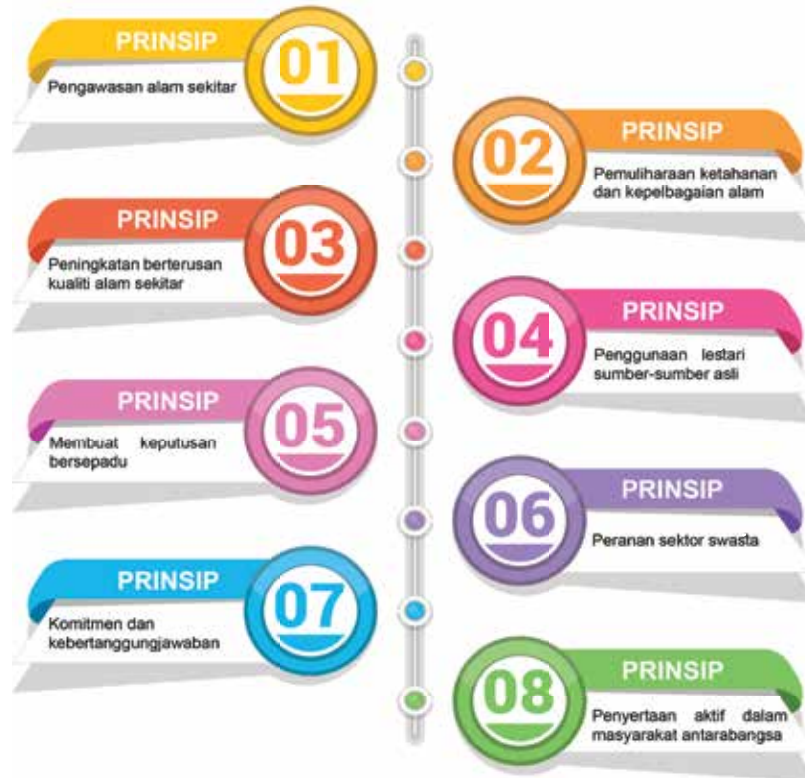 PRINSIP
01
Pengawasan alam sekitar
PRINSIP
02
Pemuliharaan ketahanan
dan kepelbagaian alam
PRINSIP
03
Peningkatan berterusan
kualiti alam sekitar
PRINSIP
04
Penggunaan lestari
sumber-sumber asli
PRINSIP
05
Membuat keputusan
bersepadu
PRINSIP
06
Peranan sektor swasta
PRINSIP
07
Komitmen dan
kebertanggungjawaban
PRINSIP
08
Penyertaan aktif dalam
masyarakat antarabangsa